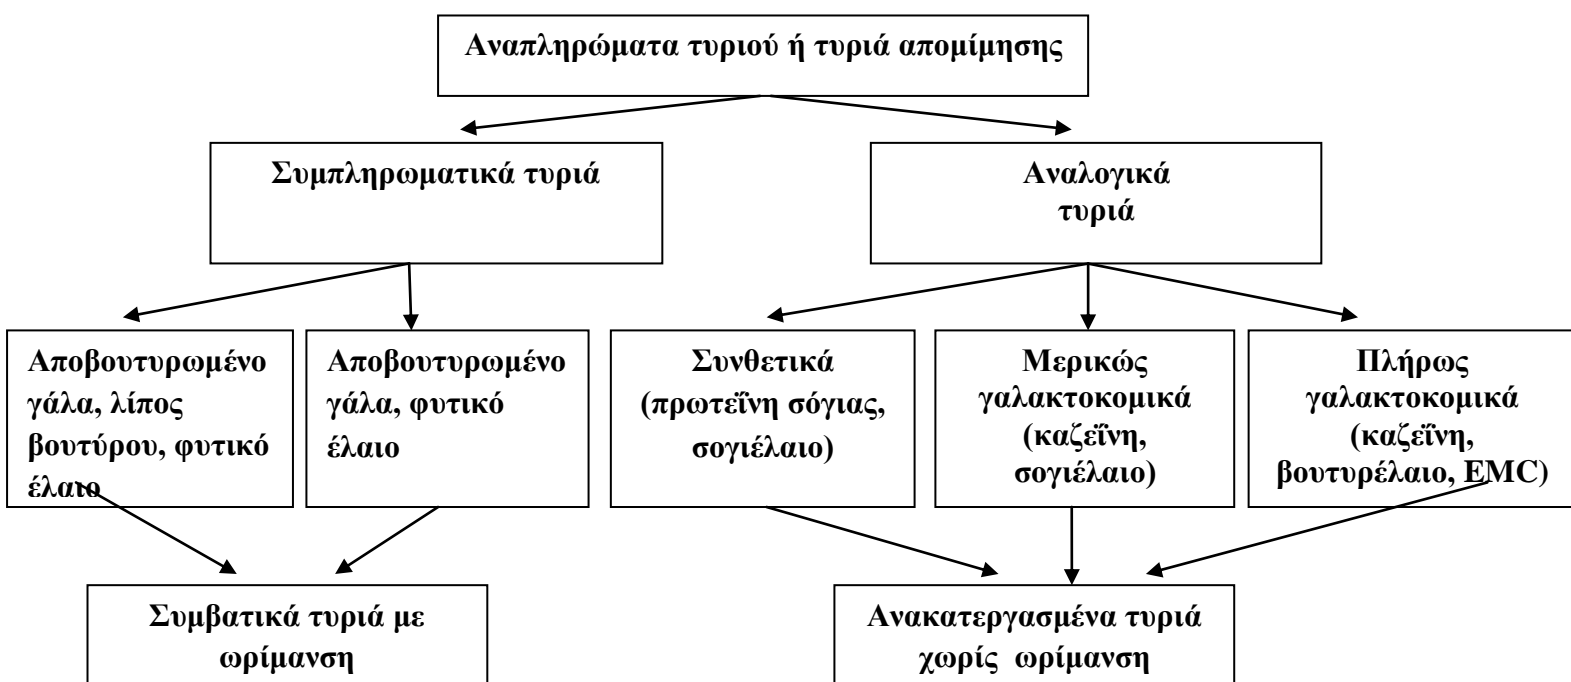 Αναπληρώματα τυριού ή τυριά απομίμησης
Συμπληρωματικά τυριά
Αναλογικά
τυριά
Αποβουτυρωμένο
γάλα, λίπος
βουτύρου, φυτικό
έλαιο
Αποβουτυρωμένο
γάλα, φυτικό
έλαιο
Συνθετικά
(πρωτεΐνη σόγιας,
σογιέλαιο)
Μερικώς
γαλακτοκομικά
(καζεΐνη,
σογιέλαιο)
Πλήρως
γαλακτοκομικά
(καζεΐνη,
βουτυρέλαιο, EMC)
Συμβατικά τυριά με
ωρίμανση
Ανακατεργασμένα τυριά
χωρίς ωρίμανση